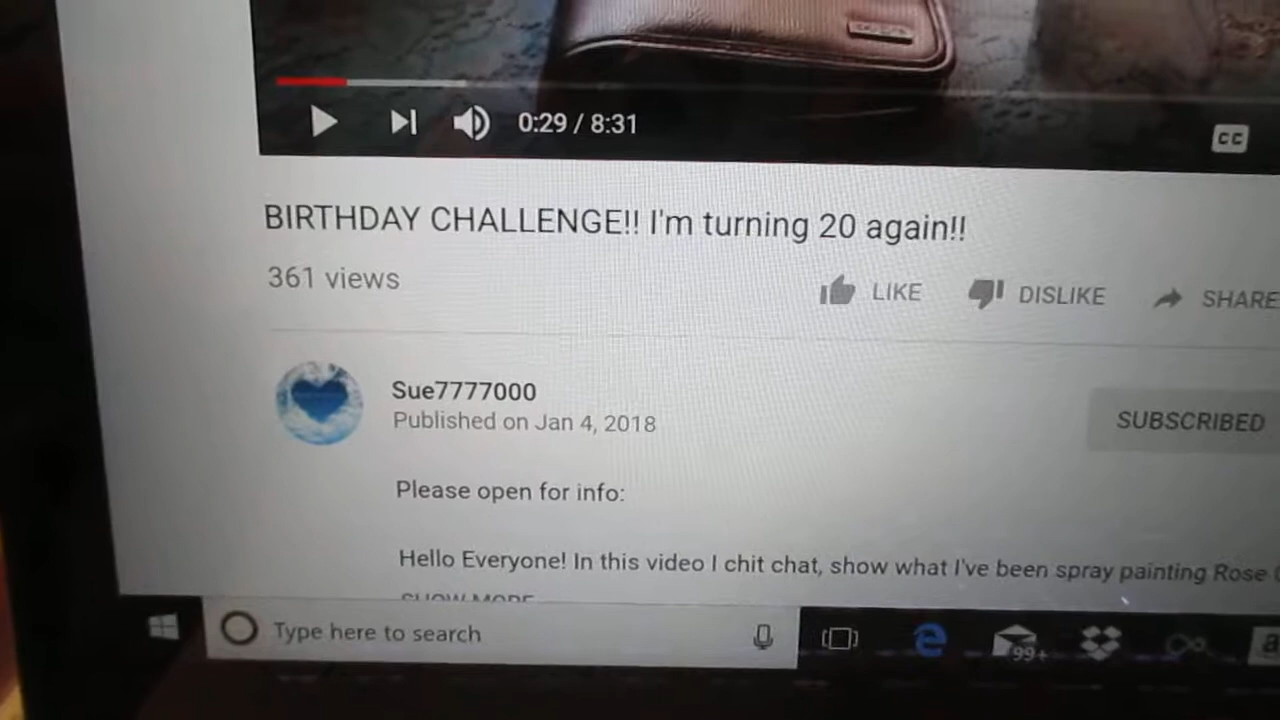 0:29 / 8:31
CC
BIRTHDAY CHALLENGE!! I'm turning 20 again!!
361 views
LIKE
DISLIKE
SHARE
Sue7777000
Published on Jan 4, 2018
SUBSCRIBED
Please open for info:
Hello Everyone! In this video I chit chat, show what I've been spray painting Rose
SHOW MORE
Type here to search
99+
a